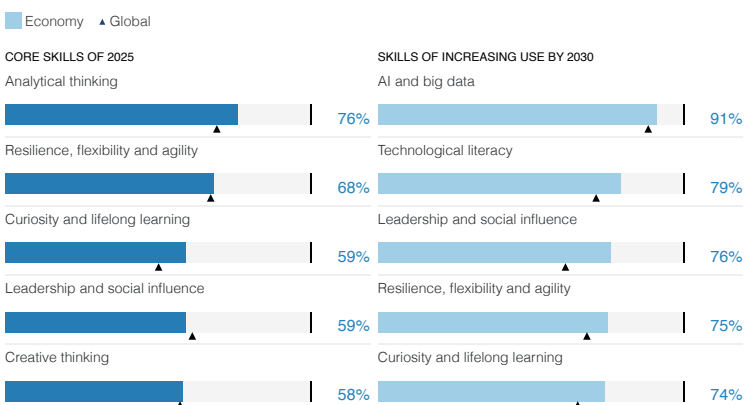 Economy ▲ Global
CORE SKILLS OF 2025
Analytical thinking
76%
Resilience, flexibility and agility
68%
Curiosity and lifelong learning
59%
Leadership and social influence
59%
Creative thinking
58%
SKILLS OF INCREASING USE BY 2030
AI and big data
91%
Technological literacy
79%
Leadership and social influence
76%
Resilience, flexibility and agility
75%
Curiosity and lifelong learning
74%